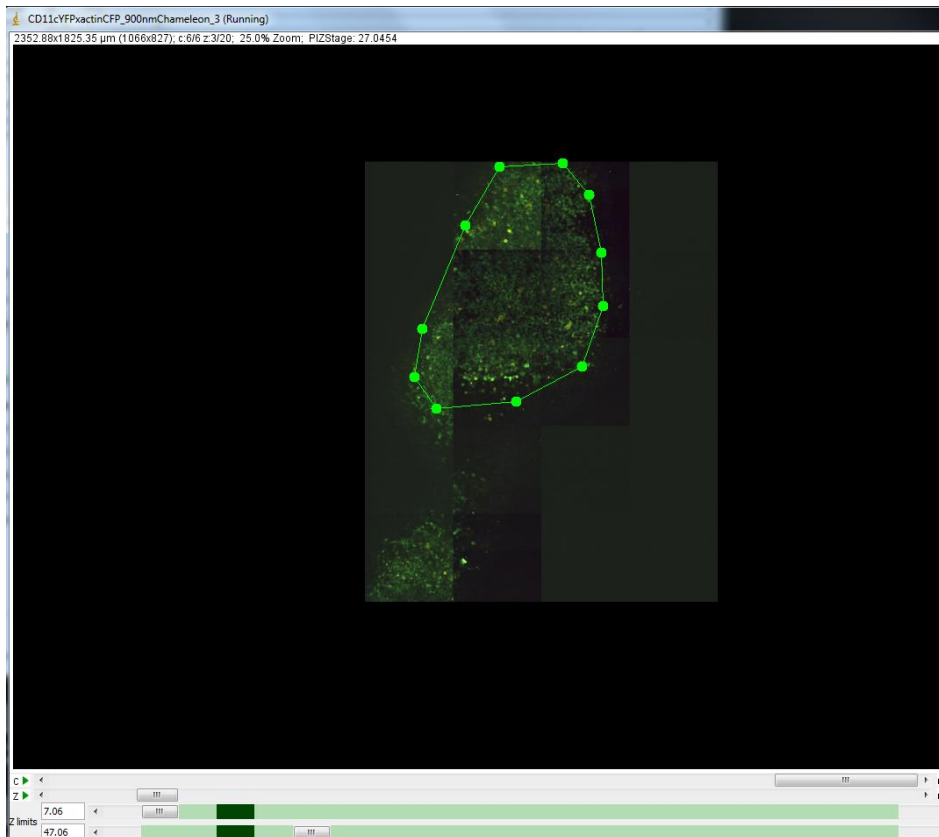 CD11cYFPxactinCFP_900nmChameleon_3 (Running)
2352.88x1825.35 µm (1066x827); c:6/6 z:3/20; 25.0% Zoom; PIZStage: 27.0454
C
Z
7.06
Z limits
47.06